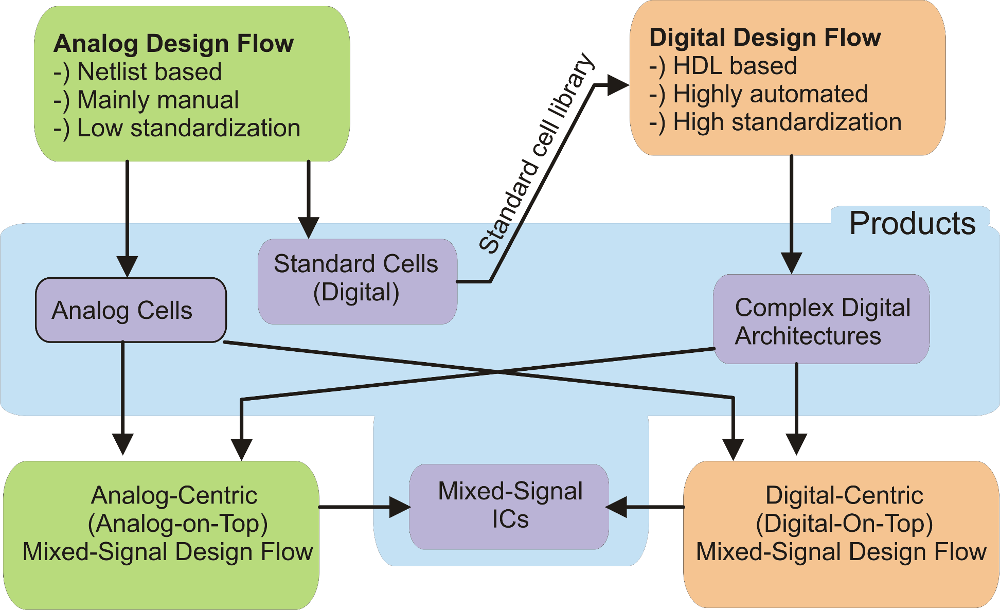 Analog Design Flow
-) Netlist based
-) Mainly manual
-) Low standardization
Standard cell library
Digital Design Flow
-) HDL based
-) Highly automated
-) High standardization
Products
Standard Cells
(Digital)
Analog Cells
Complex Digital
Architectures
Analog-Centric
(Analog-on-Top)
Mixed-Signal Design Flow
Mixed-Signal
ICs
Digital-Centric
(Digital-On-Top)
Mixed-Signal Design Flow